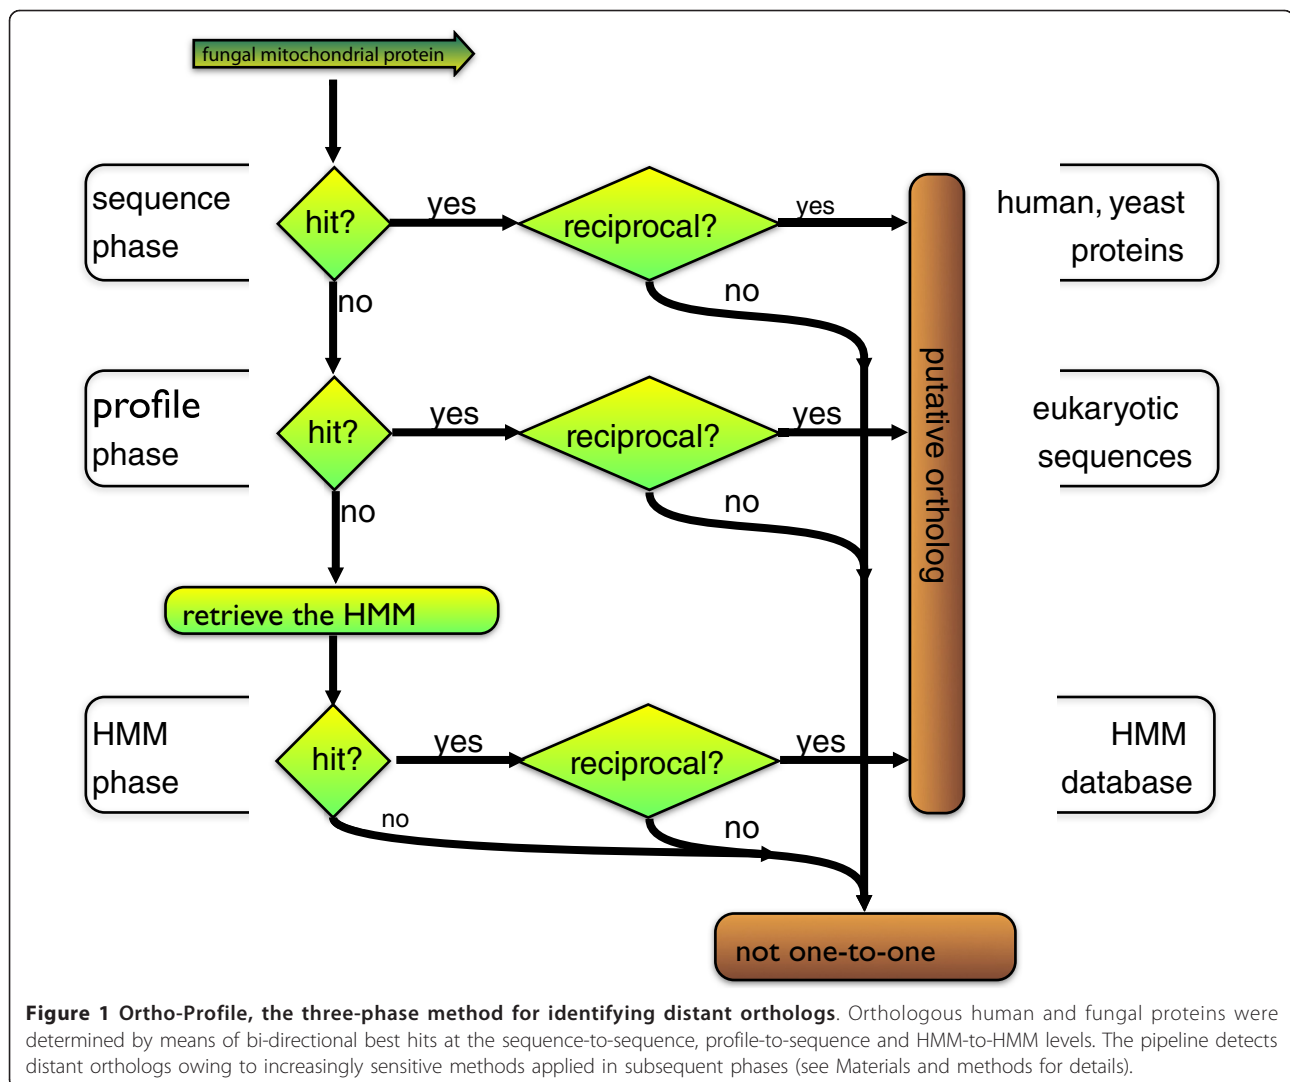 fungal mitochondrial protein
sequence
phase
hit?
yes
reciprocal?
yes
human, yeast
proteins
no
no
profile
phase
hit?
yes
reciprocal?
yes
putative ortholog
eukaryotic
sequences
no
no
retrieve the HMM
HMM
phase
hit?
yes
reciprocal?
yes
HMM
database
no
no
not one-to-one
Figure 1 Ortho-Profile, the three-phase method for identifying distant orthologs. Orthologous human and fungal proteins were
determined by means of bi-directional best hits at the sequence-to-sequence, profile-to-sequence and HMM-to-HMM levels. The pipeline detects
distant orthologs owing to increasingly sensitive methods applied in subsequent phases (see Materials and methods for details).